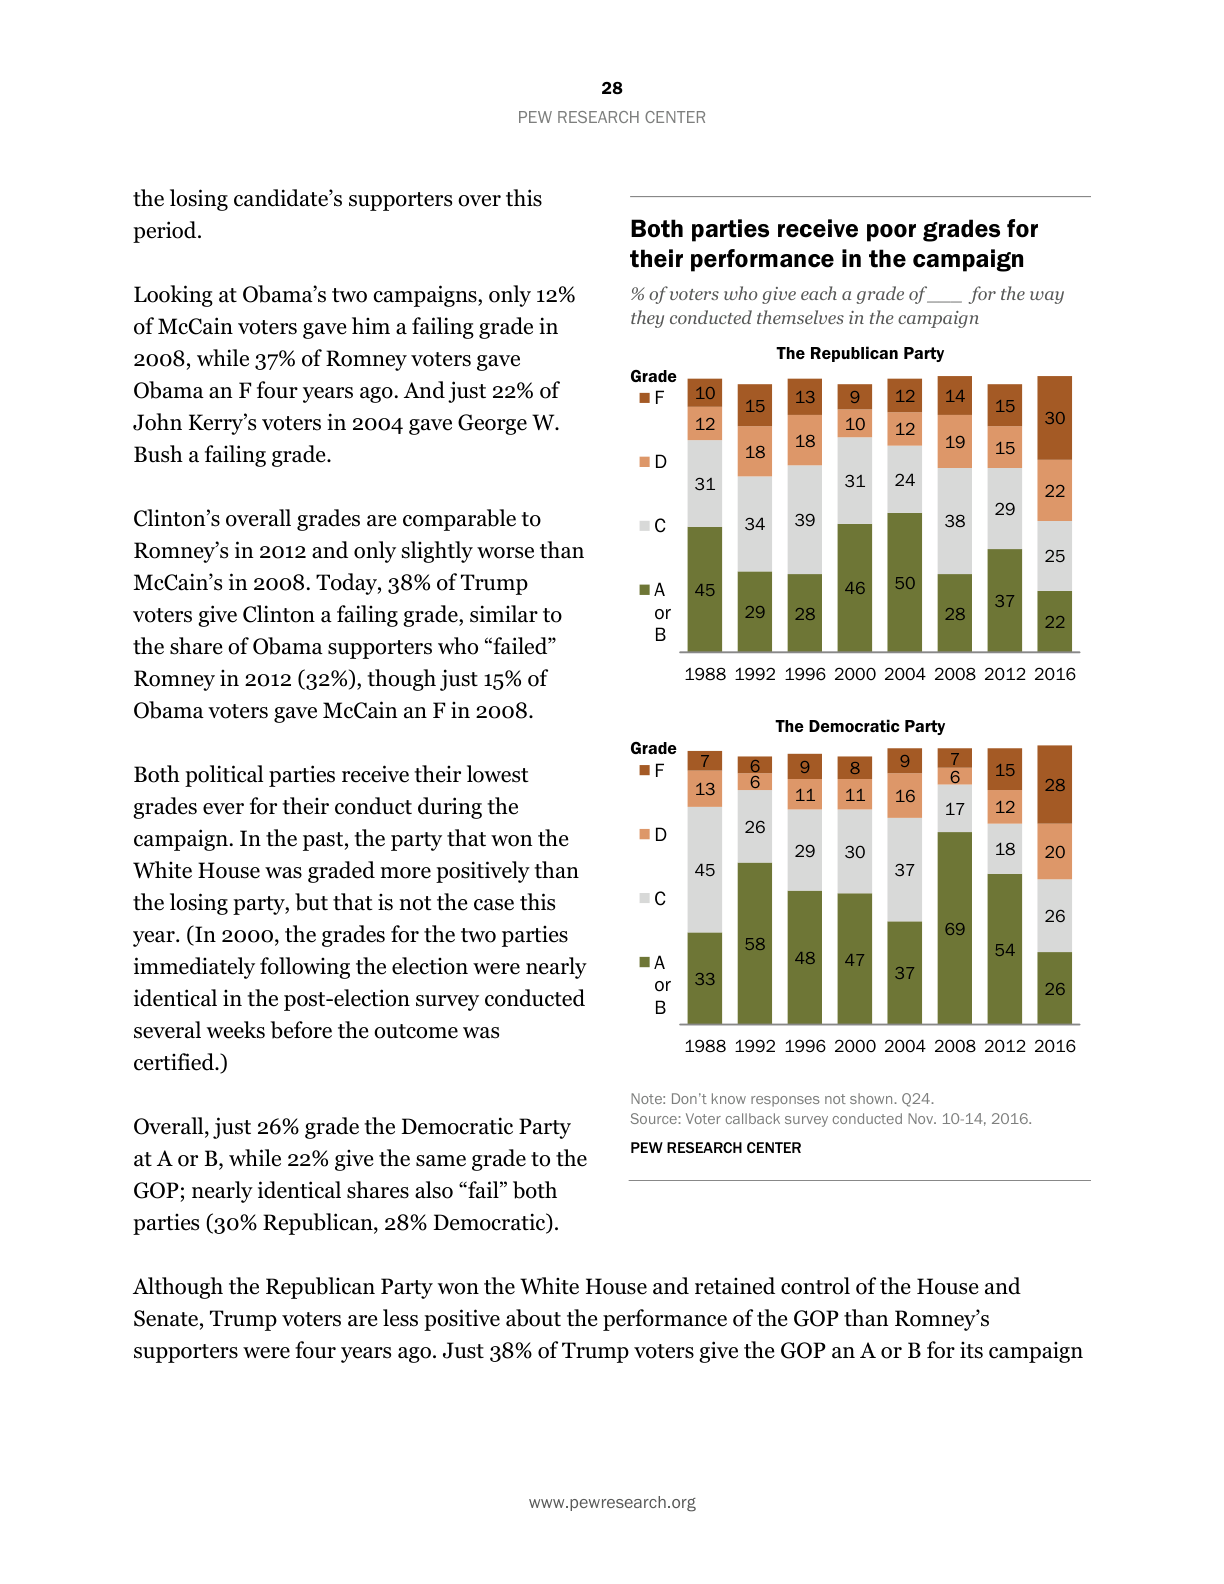 28
PEW RESEARCH CENTER
the losing candidate’s supporters over this
period.
Looking at Obama’s two campaigns, only 12%
of McCain voters gave him a failing grade in
2008, while 37% of Romney voters gave
Obama an F four years ago. And just 22% of
John Kerry’s voters in 2004 gave George W.
Bush a failing grade.
Clinton’s overall grades are comparable to
Romney’s in 2012 and only slightly worse than
McCain’s in 2008. Today, 38% of Trump
voters give Clinton a failing grade, similar to
the share of Obama supporters who “failed”
Romney in 2012 (32%), though just 15% of
Obama voters gave McCain an F in 2008.
Both political parties receive their lowest
grades ever for their conduct during the
campaign. In the past, the party that won the
White House was graded more positively than
the losing party, but that is not the case this
year. (In 2000, the grades for the two parties
immediately following the election were nearly
identical in the post-election survey conducted
several weeks before the outcome was
certified.)
Overall, just 26% grade the Democratic Party
at A or B, while 22% give the same grade to the
GOP; nearly identical shares also “fail” both
parties (30% Republican, 28% Democratic).
Both parties receive poor grades for
their performance in the campaign
% of voters who give each a grade of ___ for the way
they conducted themselves in the campaign
The Republican Party
Grade
F 10 15 13 9 12 14 15 30
D 12 18 18 10 12 19 15 22
C 31 34 39 31 24 38 29 25
A or B 45 29 28 46 50 28 37 22
1988 1992 1996 2000 2004 2008 2012 2016
The Democratic Party
Grade
F 7 6 9 8 9 7 15 28
D 13 6 11 11 16 6 12 20
C 45 26 29 30 37 17 18 26
A or B 33 58 48 47 37 69 54 26
1988 1992 1996 2000 2004 2008 2012 2016
Note: Don’t know responses not shown. Q24.
Source: Voter callback survey conducted Nov. 10-14, 2016.
PEW RESEARCH CENTER
Although the Republican Party won the White House and retained control of the House and
Senate, Trump voters are less positive about the performance of the GOP than Romney’s
supporters were four years ago. Just 38% of Trump voters give the GOP an A or B for its campaign
www.pewresearch.org